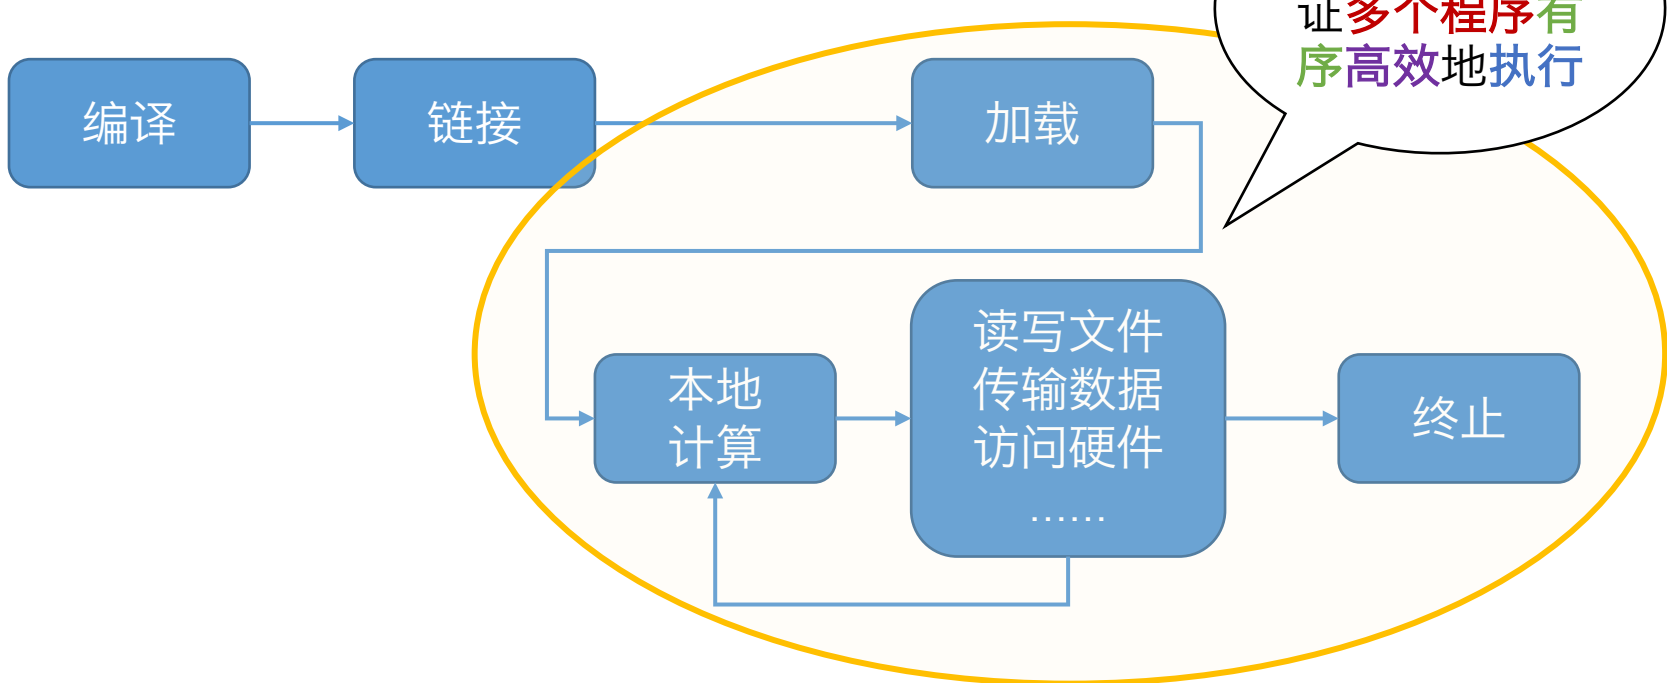 证多个程序有
序高效地执行
编译
链接
加载
本地
计算
读写文件
传输数据
访问硬件
……
终止